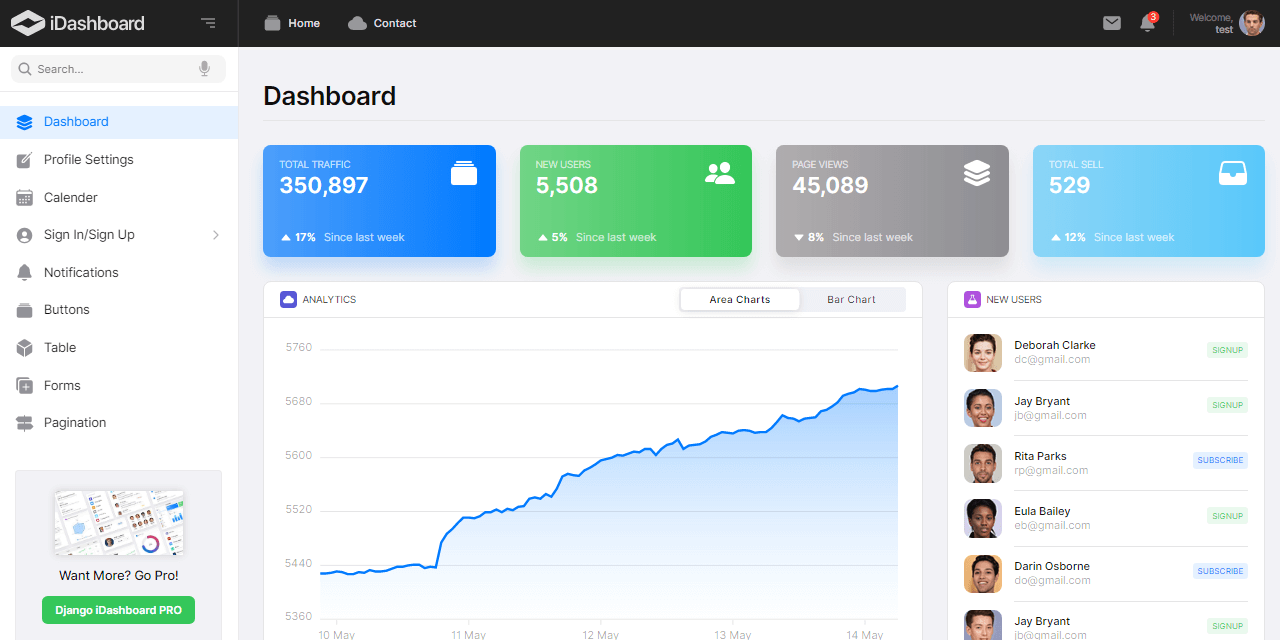 iDashboard
Home
Contact
3
Welcome,
test
Search...
Dashboard
Profile Settings
Calender
Sign In/Sign Up
Notifications
Buttons
Table
Forms
Pagination
Want More? Go Pro!
Django iDashboard PRO
Dashboard
TOTAL TRAFFIC
350,897
17% Since last week
NEW USERS
5,508
5% Since last week
PAGE VIEWS
45,089
8% Since last week
TOTAL SELL
529
12% Since last week
ANALYTICS
Area Charts
Bar Chart
5760
5680
5600
5520
5440
5360
10 May
11 May
12 May
13 May
14 May
NEW USERS
Deborah Clarke
dc@gmail.com
SIGNUP
Jay Bryant
jb@gmail.com
SIGNUP
Rita Parks
rp@gmail.com
SUBSCRIBE
Eula Bailey
eb@gmail.com
SIGNUP
Darin Osborne
do@gmail.com
SUBSCRIBE
Jay Bryant
jb@gmail.com
SIGNUP